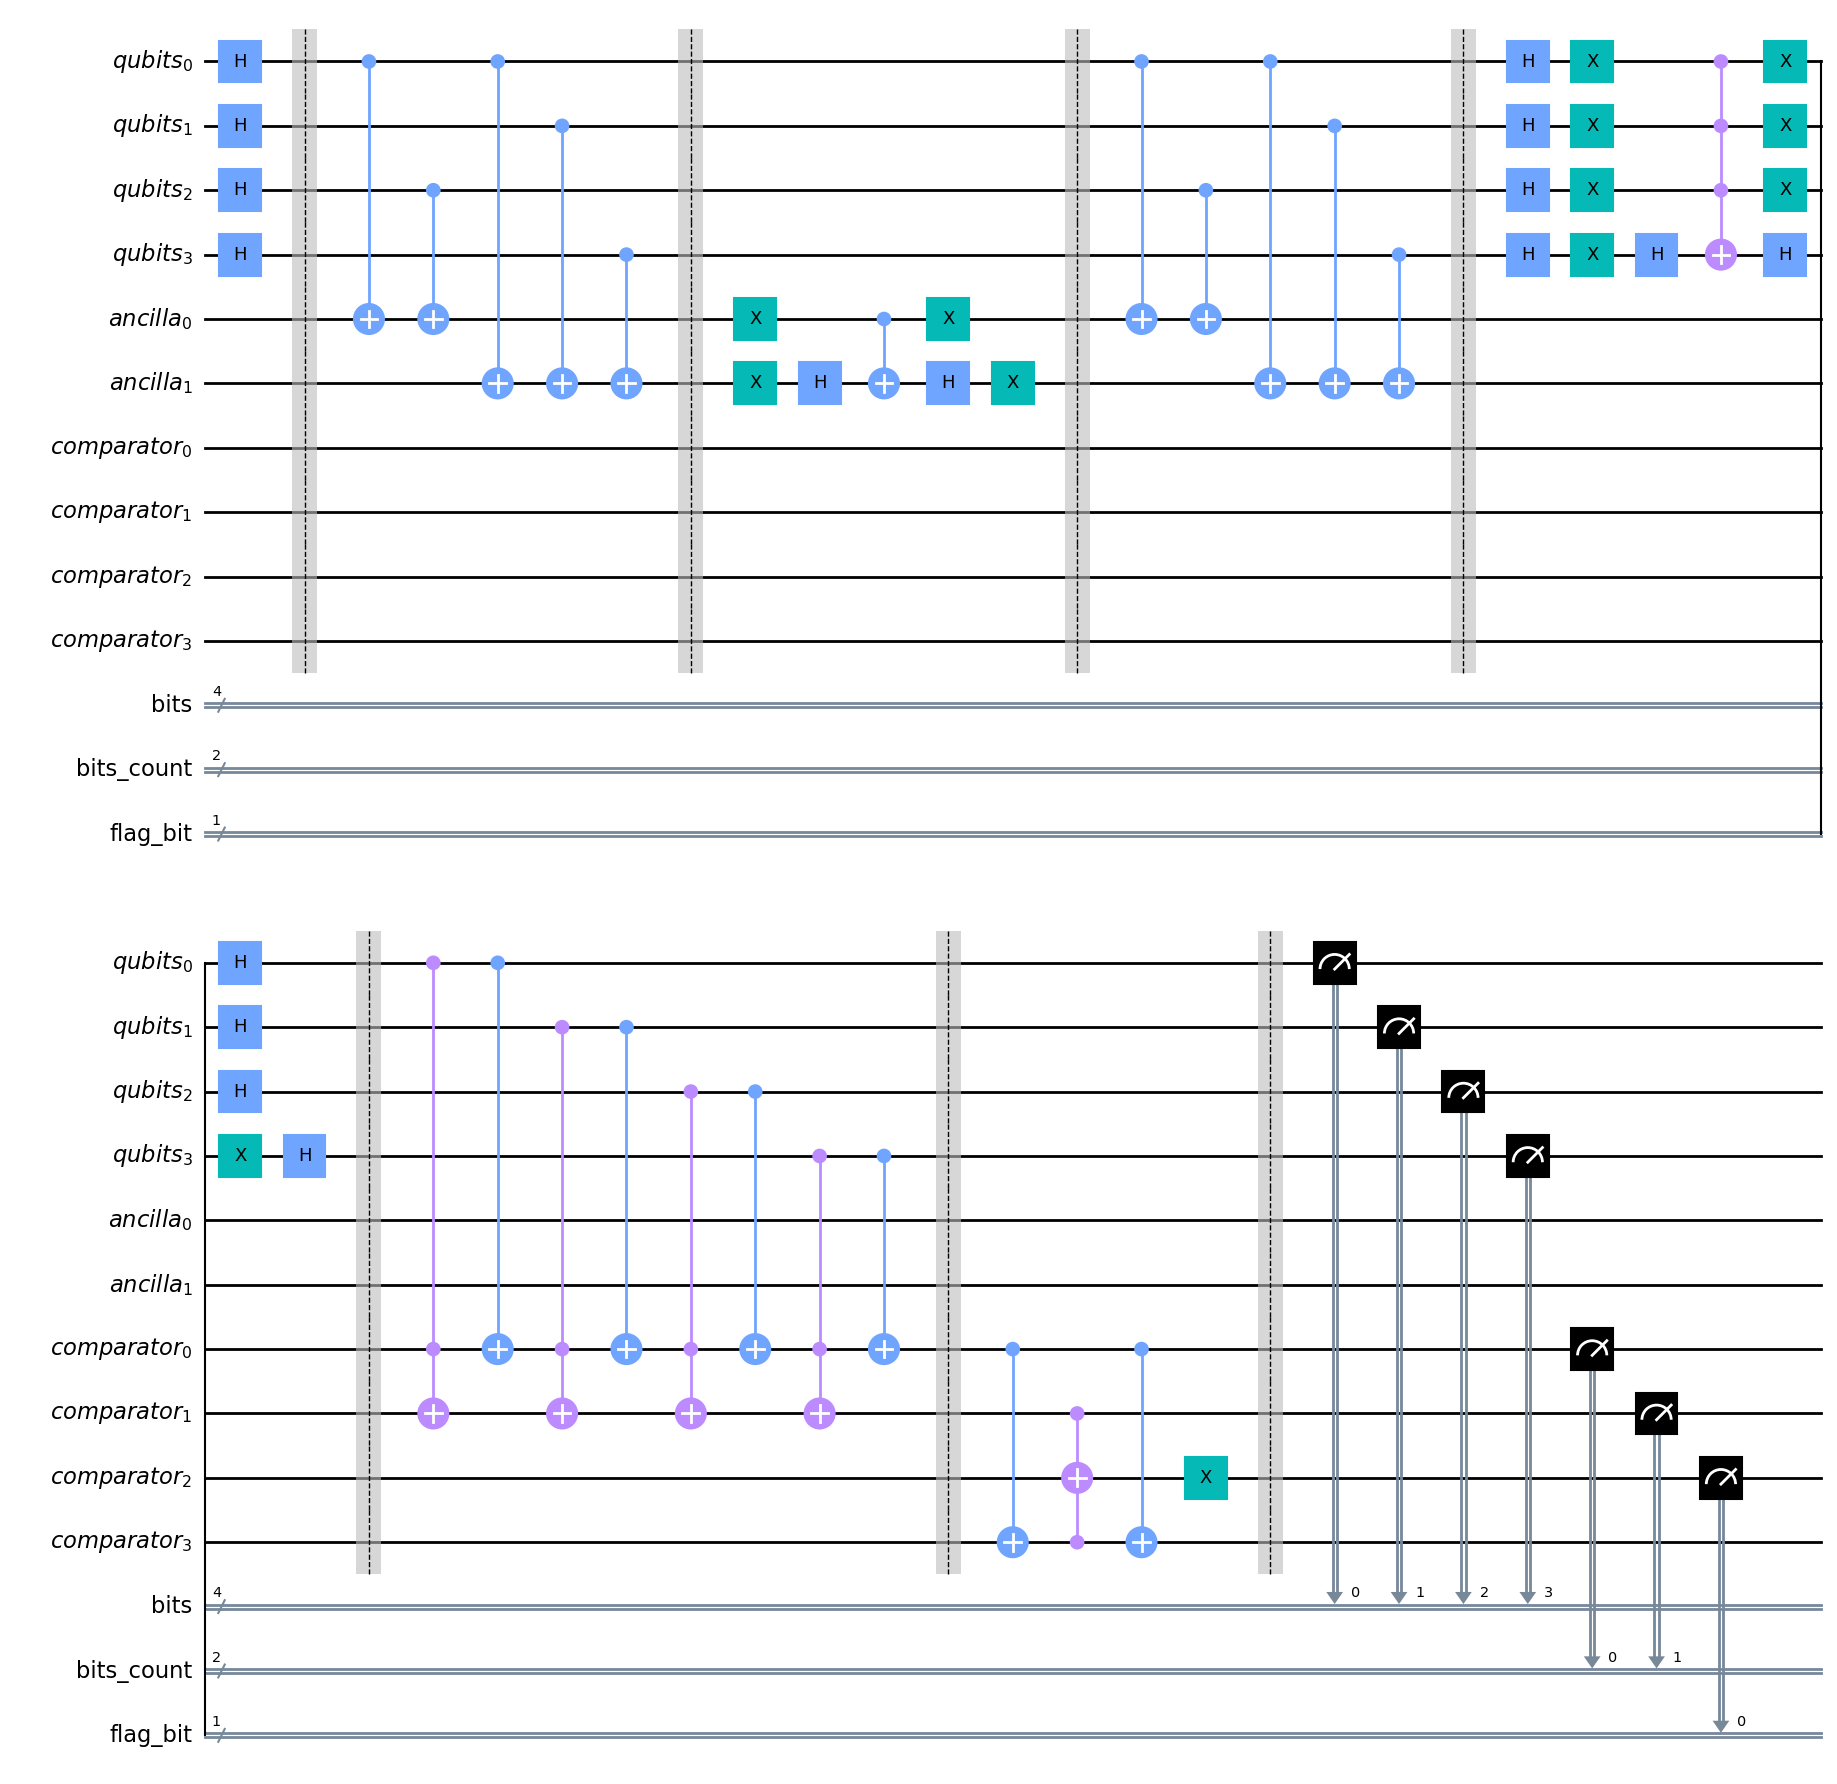 qubits₀ H H X X
qubits₁ H H X X
qubits₂ H H X X
qubits₃ H H X H H
ancilla₀ X X
ancilla₁ X H H X
comparator₀
comparator₁
comparator₂
comparator₃
bits 4
bits_count 2
flag_bit 1
qubits₀ H
qubits₁ H
qubits₂ H
qubits₃ X H
ancilla₀
ancilla₁
comparator₀
comparator₁
comparator₂ X
comparator₃
bits 4 0 1 2 3
bits_count 2 0 1
flag_bit 1 0